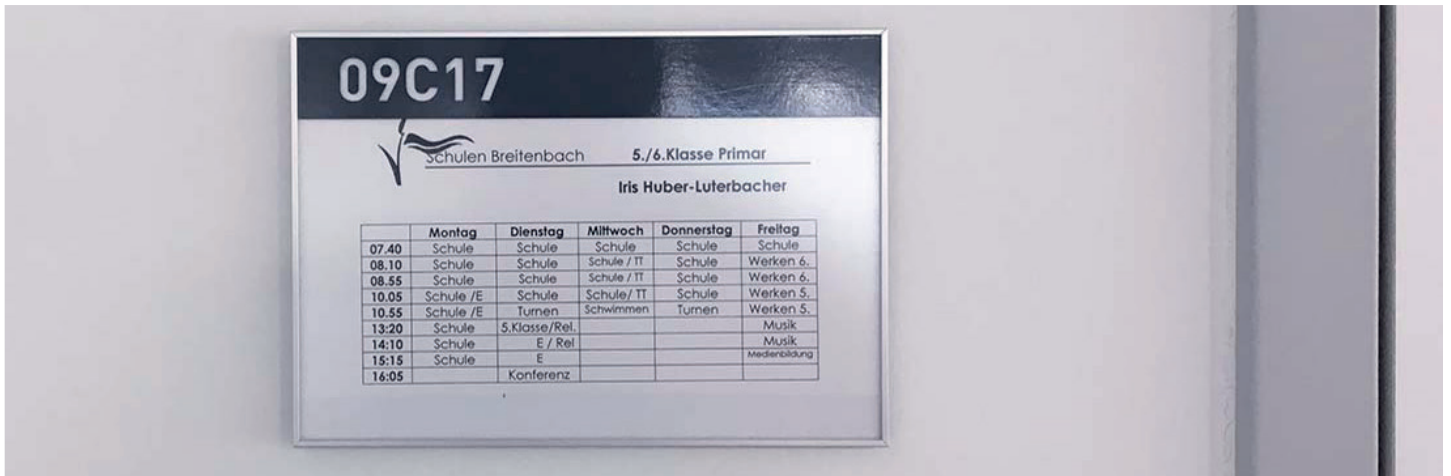 09C17
Schulen Breitenbach 5./6.Klasse Primar
Iris Huber-Luterbacher
Montag Dienstag Mittwoch Donnerstag Freitag
07.40 Schule Schule Schule Schule Schule
08.10 Schule Schule Schule / TT Schule Werken 6.
08.55 Schule Schule Schule / TT Schule Werken 6.
10.05 Schule /E Schule Schule/ TT Schule Werken 5.
10.55 Schule /E Turnen Schwimmen Turnen Werken 5.
13:20 Schule 5.Klasse/Rel. Musik
14:10 Schule E / Rel Musik
15:15 Schule E Medienbildung
16:05 Konferenz